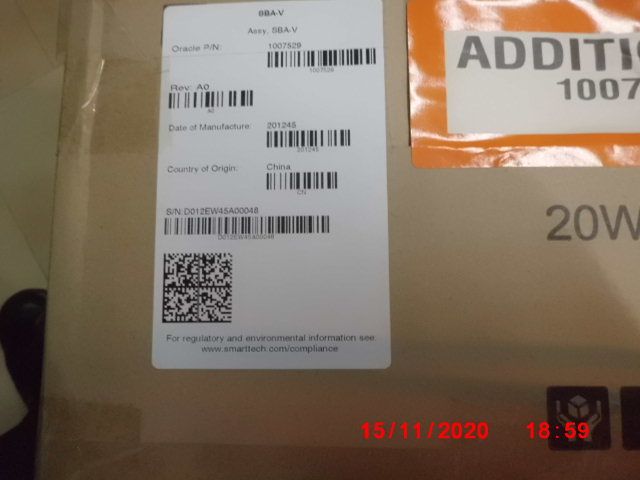 SBA-V
Assy, SBA-V
Oracle P/N: 1007529
1007529
Rev: A0
A0
Date of Manufacture: 201245
201245
Country of Origin: China
CN
S/N:D012EW45A00048
D012EW45A00048
For regulatory and environmental information see:
www.smarttech.com/compliance
ADDITIO
1007
20W
15/11/2020 18:59